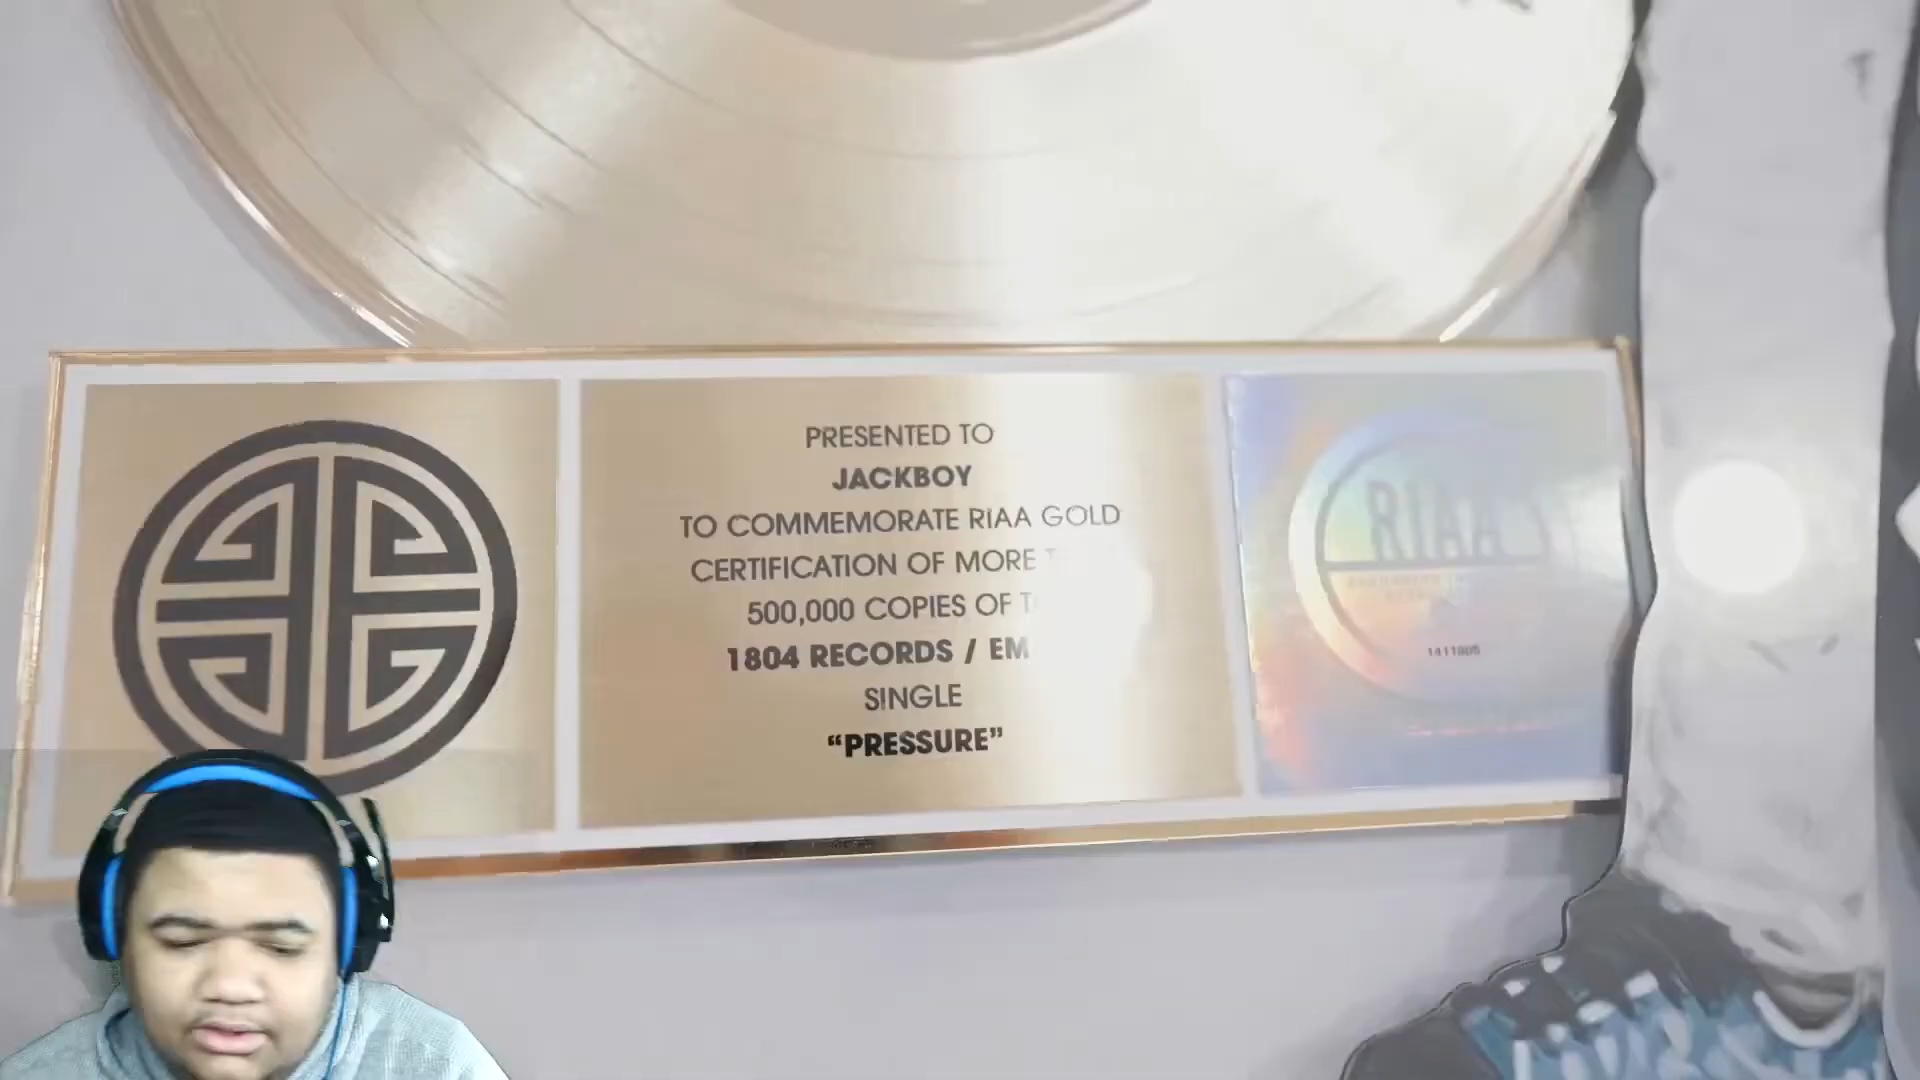 PRESENTED TO
JACKBOY
TO COMMEMORATE RIAA GOLD
CERTIFICATION OF MORE
500,000 COPIES OF
1804 RECORDS /
SINGLE
“PRESSURE”
RIAA